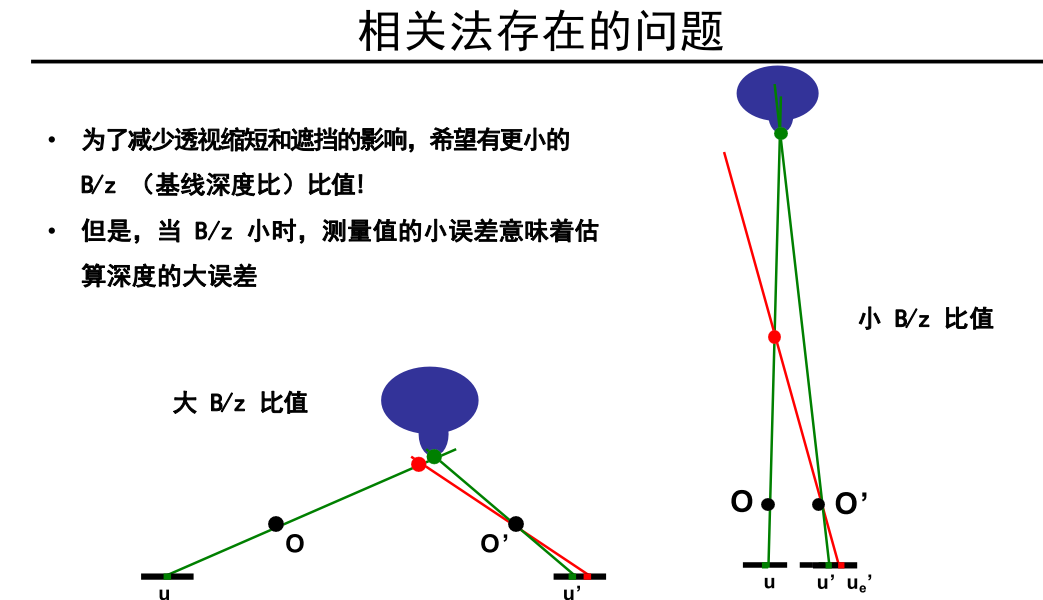 相关法存在的问题
• 为了减少透视缩短和遮挡的影响，希望有更小的
B/z （基线深度比）比值!
• 但是，当 B/z 小时，测量值的小误差意味着估
算深度的大误差
小 B/z 比值
大 B/z 比值
O O’
O O’
u u’ ue’
u u’